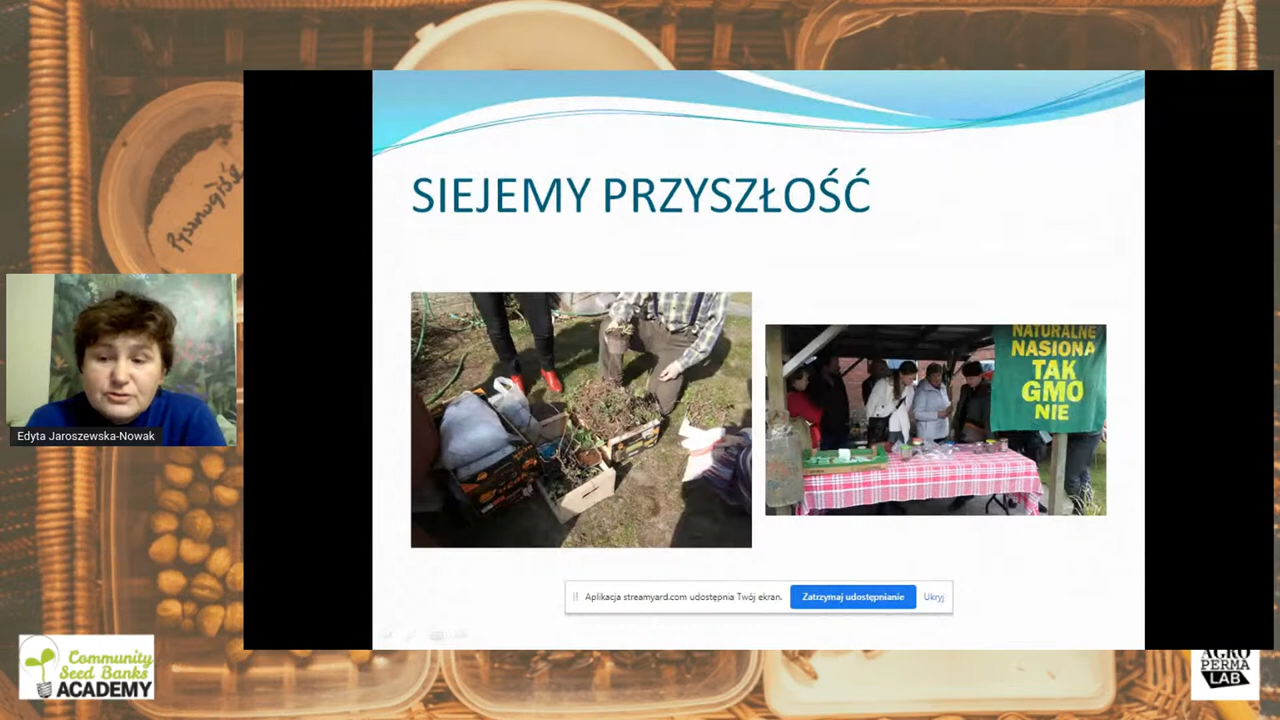 Pysznogłówka
SIEJEMY PRZYSZŁOŚĆ
NATURALNE
NASIONA
TAK
GMO
NIE
Edyta Jaroszewska-Nowak
Aplikacja streamyard.com udostępnia Twój ekran.
Zatrzymaj udostępnianie
Ukryj
Community
Seed Banks
ACADEMY
AGRO
PERMA
LAB